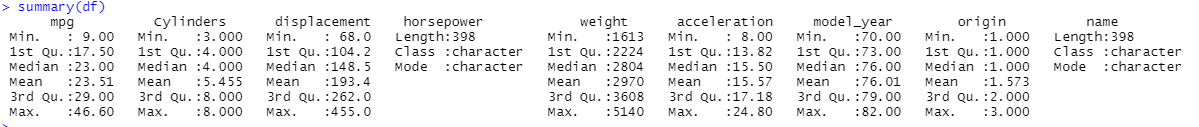 > summary(df)
mpg Cylinders displacement horsepower weight acceleration model_year origin name
Min. : 9.00 Min. :3.000 Min. : 68.0 Length:398 Min. :1613 Min. : 8.00 Min. :70.00 Min. :1.000 Length:398
1st Qu.:17.50 1st Qu.:4.000 1st Qu.:104.2 Class :character 1st Qu.:2224 1st Qu.:13.82 1st Qu.:73.00 1st Qu.:1.000 Class :character
Median :23.00 Median :4.000 Median :148.5 Mode :character Median :2804 Median :15.50 Median :76.00 Median :1.000 Mode :character
Mean :23.51 Mean :5.455 Mean :193.4 Mean :2970 Mean :15.57 Mean :76.01 Mean :1.573
3rd Qu.:29.00 3rd Qu.:8.000 3rd Qu.:262.0 3rd Qu.:3608 3rd Qu.:17.18 3rd Qu.:79.00 3rd Qu.:2.000
Max. :46.60 Max. :8.000 Max. :455.0 Max. :5140 Max. :24.80 Max. :82.00 Max. :3.000
>